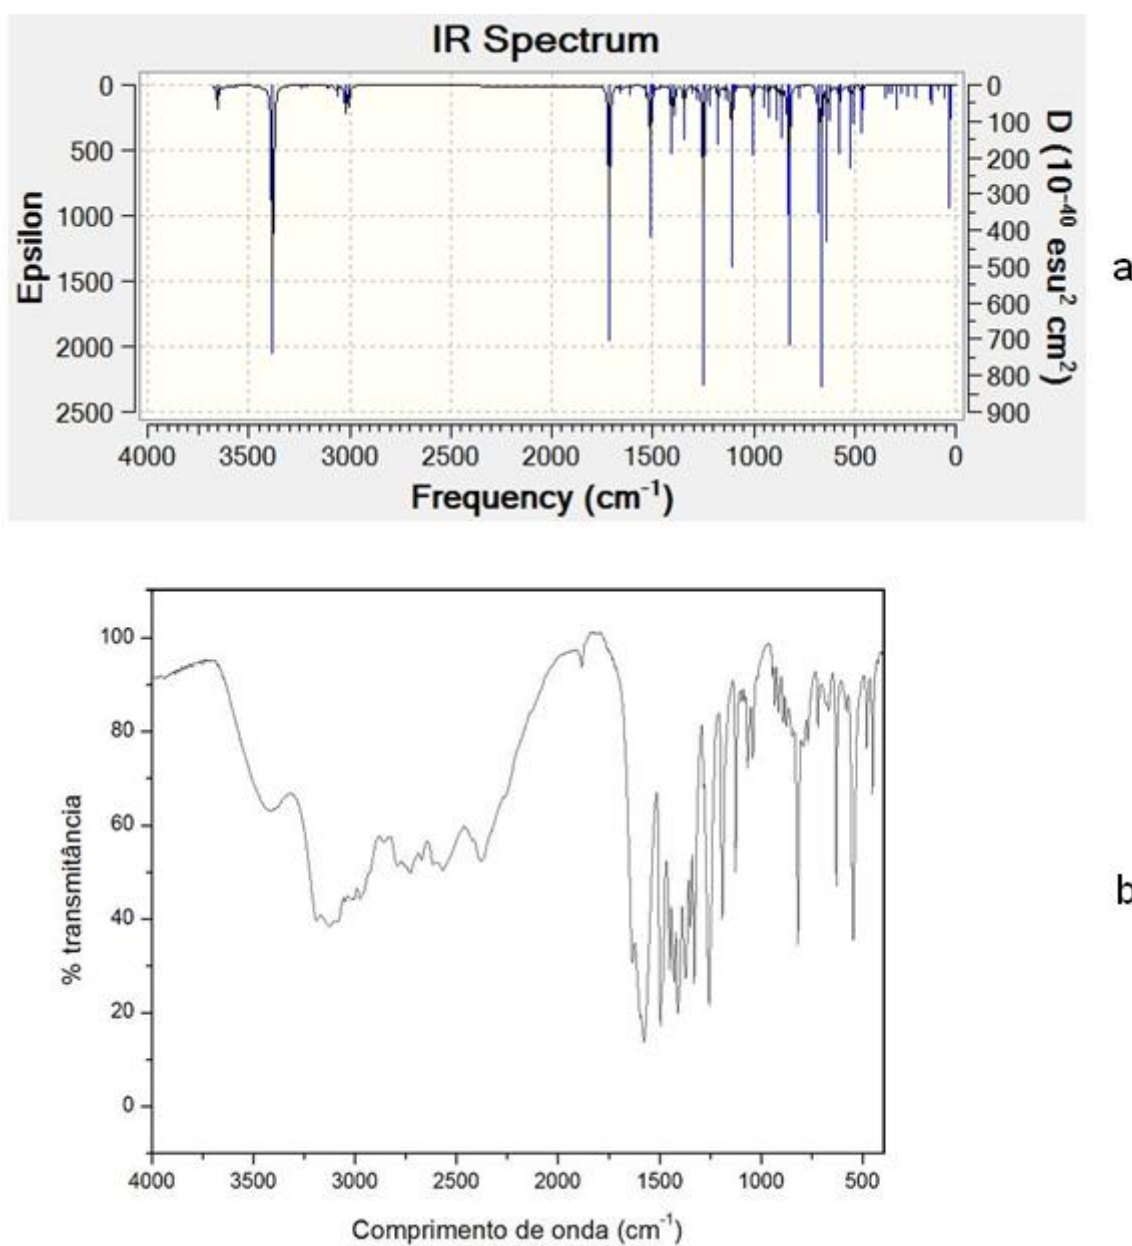 IR Spectrum
0
500
1000
1500
2000
2500
Epsilon
0
100
200
300
400
500
600
700
800
900
D (10⁻⁴⁰ esu² cm²)
4000 3500 3000 2500 2000 1500 1000 500 0
Frequency (cm⁻¹)
a
100
80
60
40
20
0
% transmitância
4000 3500 3000 2500 2000 1500 1000 500
Comprimento de onda (cm⁻¹)
b